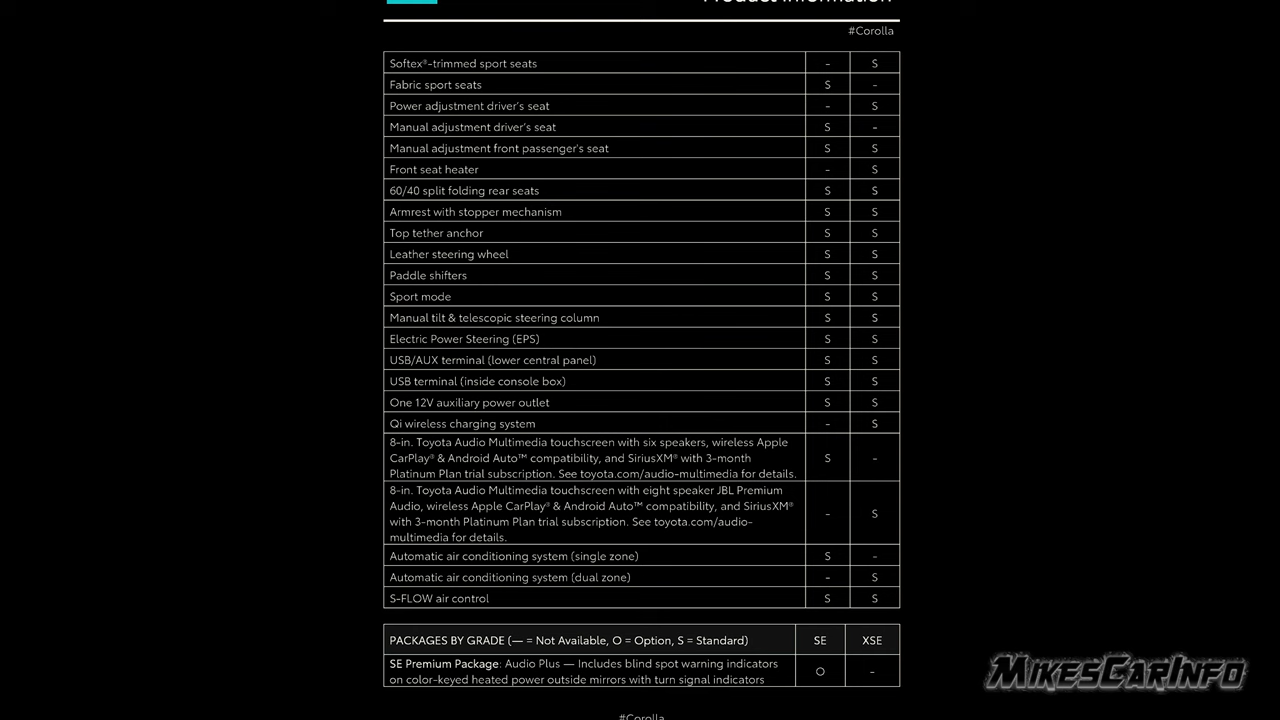 Product Information
#Corolla
Softex®-trimmed sport seats - S
Fabric sport seats S -
Power adjustment driver's seat - S
Manual adjustment driver's seat S -
Manual adjustment front passenger's seat S S
Front seat heater - S
60/40 split folding rear seats S S
Armrest with stopper mechanism S S
Top tether anchor S S
Leather steering wheel S S
Paddle shifters S S
Sport mode S S
Manual tilt & telescopic steering column S S
Electric Power Steering (EPS) S S
USB/AUX terminal (lower central panel) S S
USB terminal (inside console box) S S
One 12V auxiliary power outlet S S
Qi wireless charging system - S
8-in. Toyota Audio Multimedia touchscreen with six speakers, wireless Apple
CarPlay® & Android Auto™ compatibility, and SiriusXM® with 3-month
Platinum Plan trial subscription. See toyota.com/audio-multimedia for details. S -
8-in. Toyota Audio Multimedia touchscreen with eight speaker JBL Premium
Audio, wireless Apple CarPlay® & Android Auto™ compatibility, and SiriusXM®
with 3-month Platinum Plan trial subscription. See toyota.com/audio-
multimedia for details. - S
Automatic air conditioning system (single zone) S -
Automatic air conditioning system (dual zone) - S
S-FLOW air control S S
PACKAGES BY GRADE (— = Not Available, O = Option, S = Standard) SE XSE
SE Premium Package: Audio Plus — Includes blind spot warning indicators
on color-keyed heated power outside mirrors with turn signal indicators O -
#Corolla
MikesCarInfo